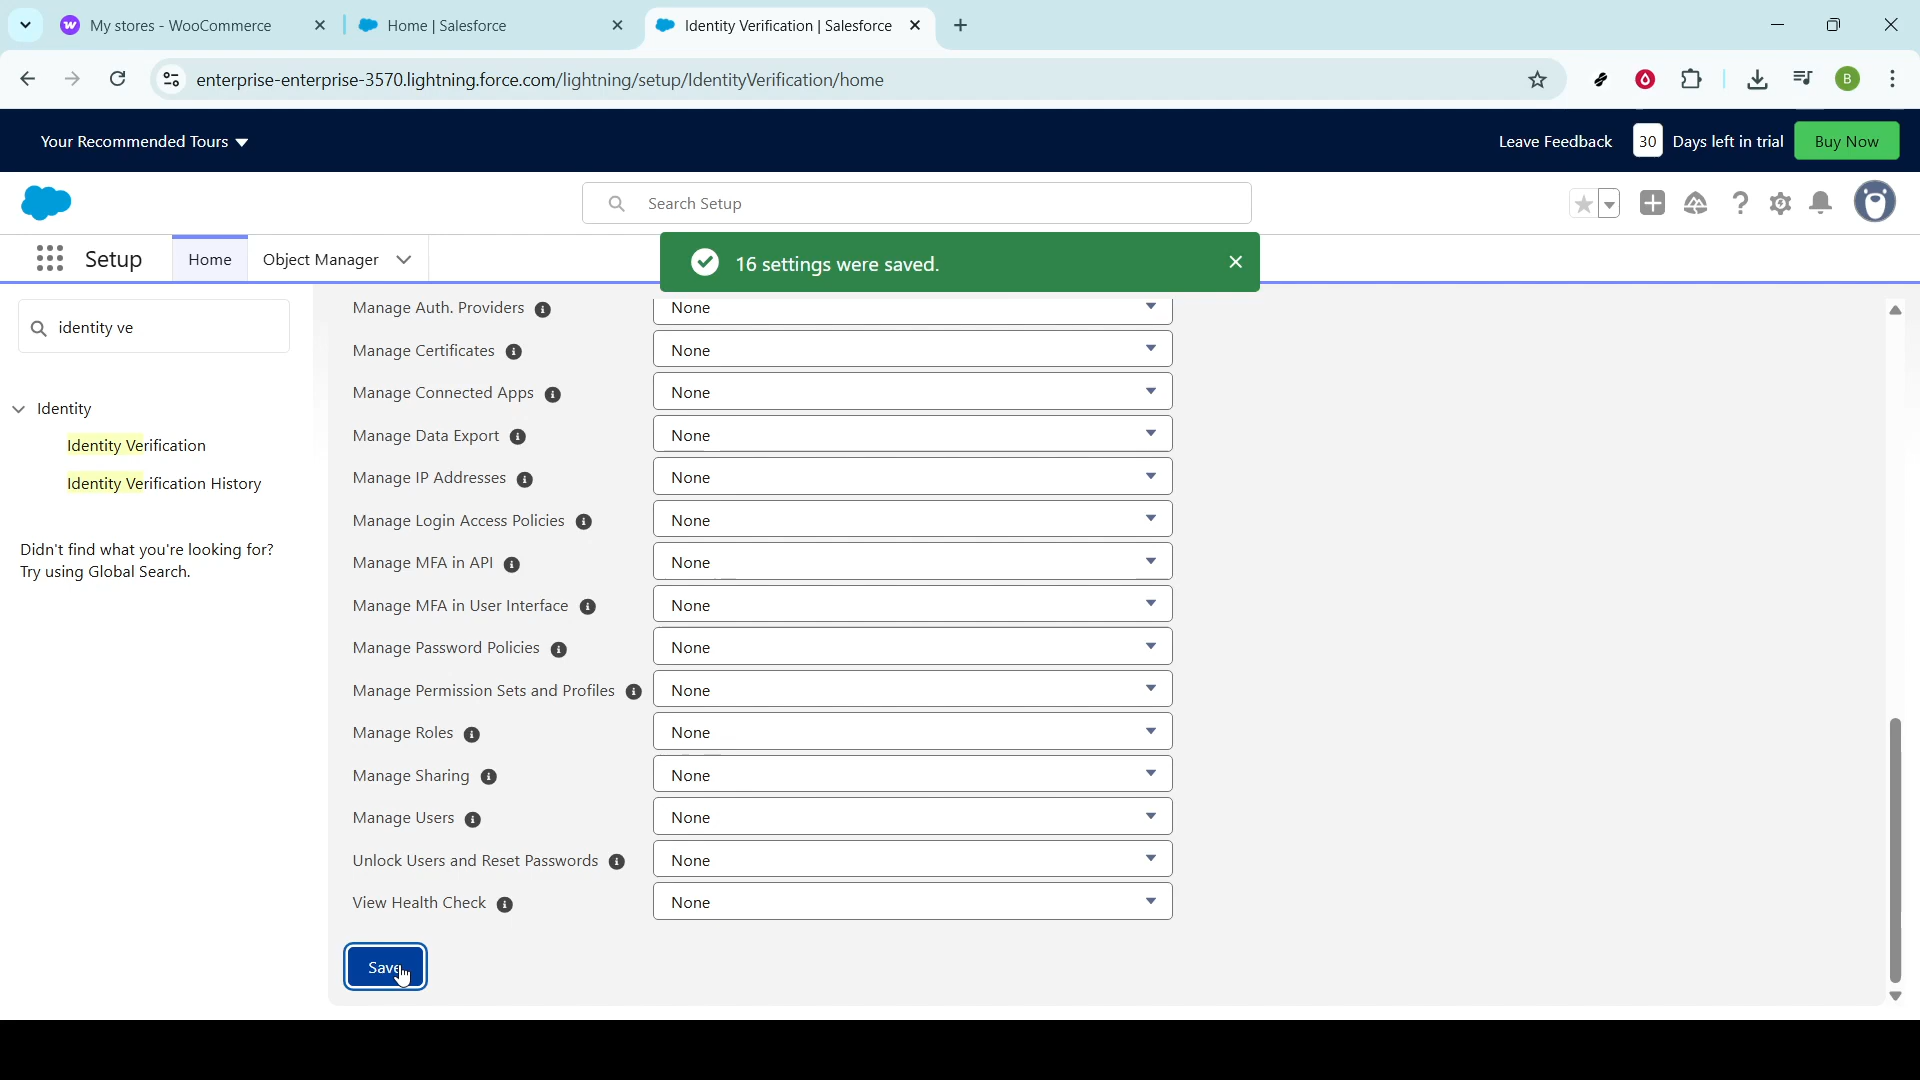 My stores - WooCommerce
Home | Salesforce
Identity Verification | Salesforce
enterprise-enterprise-3570.lightning.force.com/lightning/setup/IdentityVerification/home
B
Your Recommended Tours
Leave Feedback
30
Days left in trial
Buy Now
Search Setup
Setup
Home
Object Manager
16 settings were saved.
identity ve
Identity
Identity Verification
Identity Verification History
Didn't find what you're looking for?
Try using Global Search.
Manage Auth. Providers None
Manage Certificates None
Manage Connected Apps None
Manage Data Export None
Manage IP Addresses None
Manage Login Access Policies None
Manage MFA in API None
Manage MFA in User Interface None
Manage Password Policies None
Manage Permission Sets and Profiles None
Manage Roles None
Manage Sharing None
Manage Users None
Unlock Users and Reset Passwords None
View Health Check None
Save